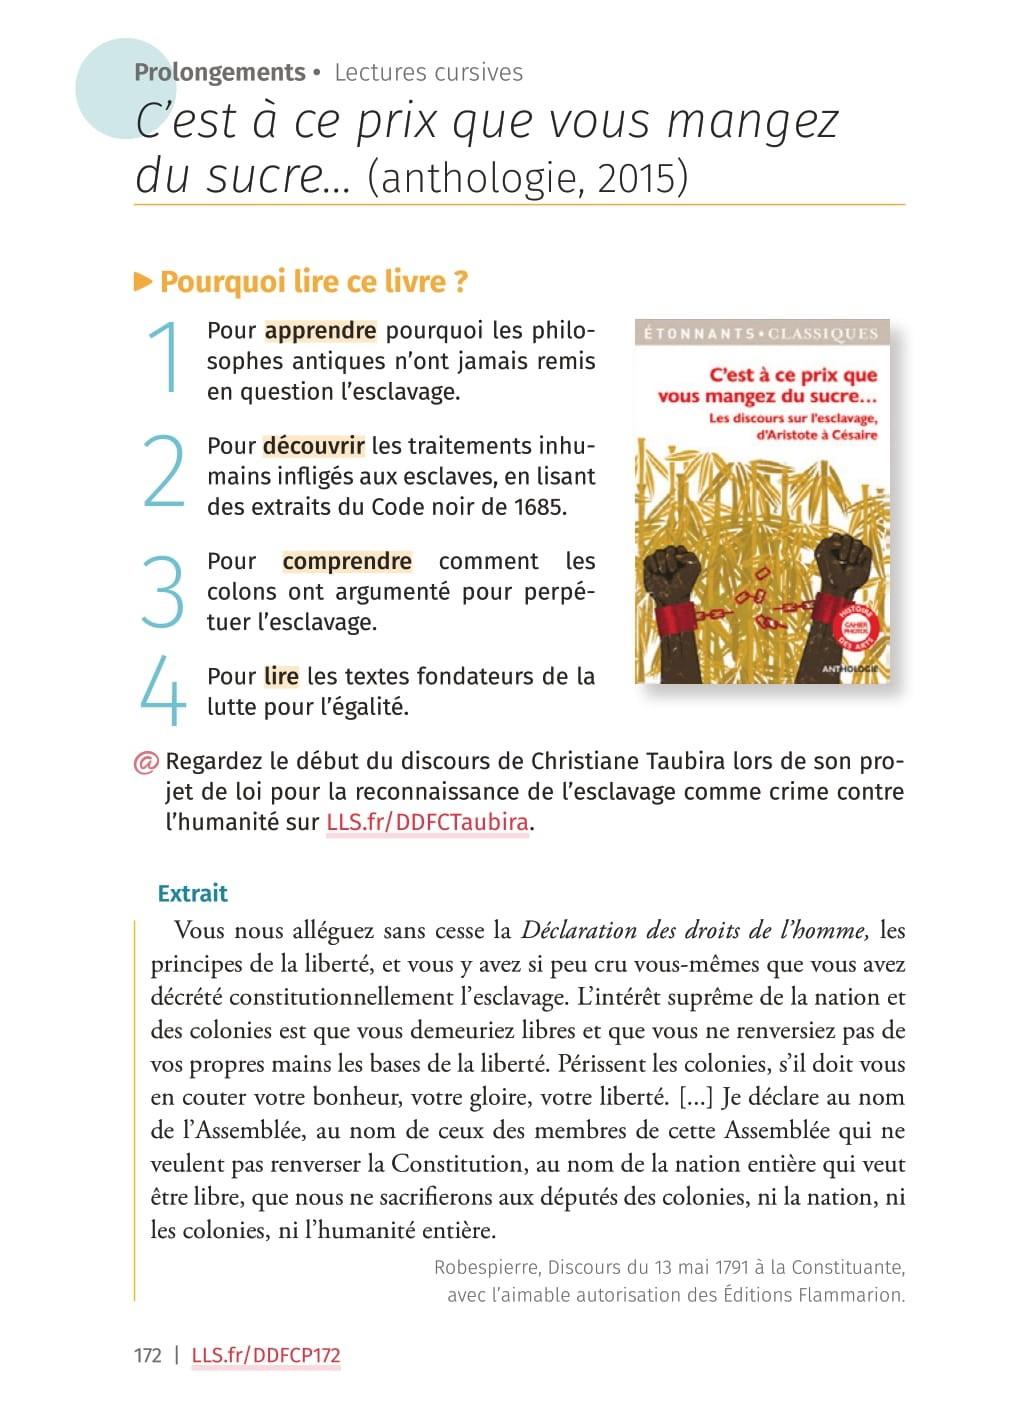 Prolongements • Lectures cursives
C'est à ce prix que vous mangez
du sucre... (anthologie, 2015)
▶ Pourquoi lire ce livre ?
1
Pour apprendre pourquoi les philo-
sophes antiques n'ont jamais remis
en question l'esclavage.
2
Pour découvrir les traitements inhu-
mains infligés aux esclaves, en lisant
des extraits du Code noir de 1685.
3
Pour comprendre comment les
colons ont argumenté pour perpé-
tuer l'esclavage.
4
Pour lire les textes fondateurs de la
lutte pour l'égalité.
ÉTONNANTS•CLASSIQUES
C'est à ce prix que
vous mangez du sucre...
Les discours sur l'esclavage,
d'Aristote à Césaire
HISTOIRE
CAHIER
PHOTOS
DES ARTS
ANTHOLOGIE
@ Regardez le début du discours de Christiane Taubira lors de son pro-
jet de loi pour la reconnaissance de l'esclavage comme crime contre
l'humanité sur LLS.fr/DDFCTaubira.
Extrait
Vous nous alléguez sans cesse la Déclaration des droits de l'homme, les
principes de la liberté, et vous y avez si peu cru vous-mêmes que vous avez
décrété constitutionnellement l'esclavage. L'intérêt suprême de la nation et
des colonies est que vous demeuriez libres et que vous ne renversiez pas de
vos propres mains les bases de la liberté. Périssent les colonies, s'il doit vous
en couter votre bonheur, votre gloire, votre liberté. [...] Je déclare au nom
de l'Assemblée, au nom de ceux des membres de cette Assemblée qui ne
veulent pas renverser la Constitution, au nom de la nation entière qui veut
être libre, que nous ne sacrifierons aux députés des colonies, ni la nation, ni
les colonies, ni l'humanité entière.
Robespierre, Discours du 13 mai 1791 à la Constituante,
avec l'aimable autorisation des Éditions Flammarion.
172 | LLS.fr/DDFCP172